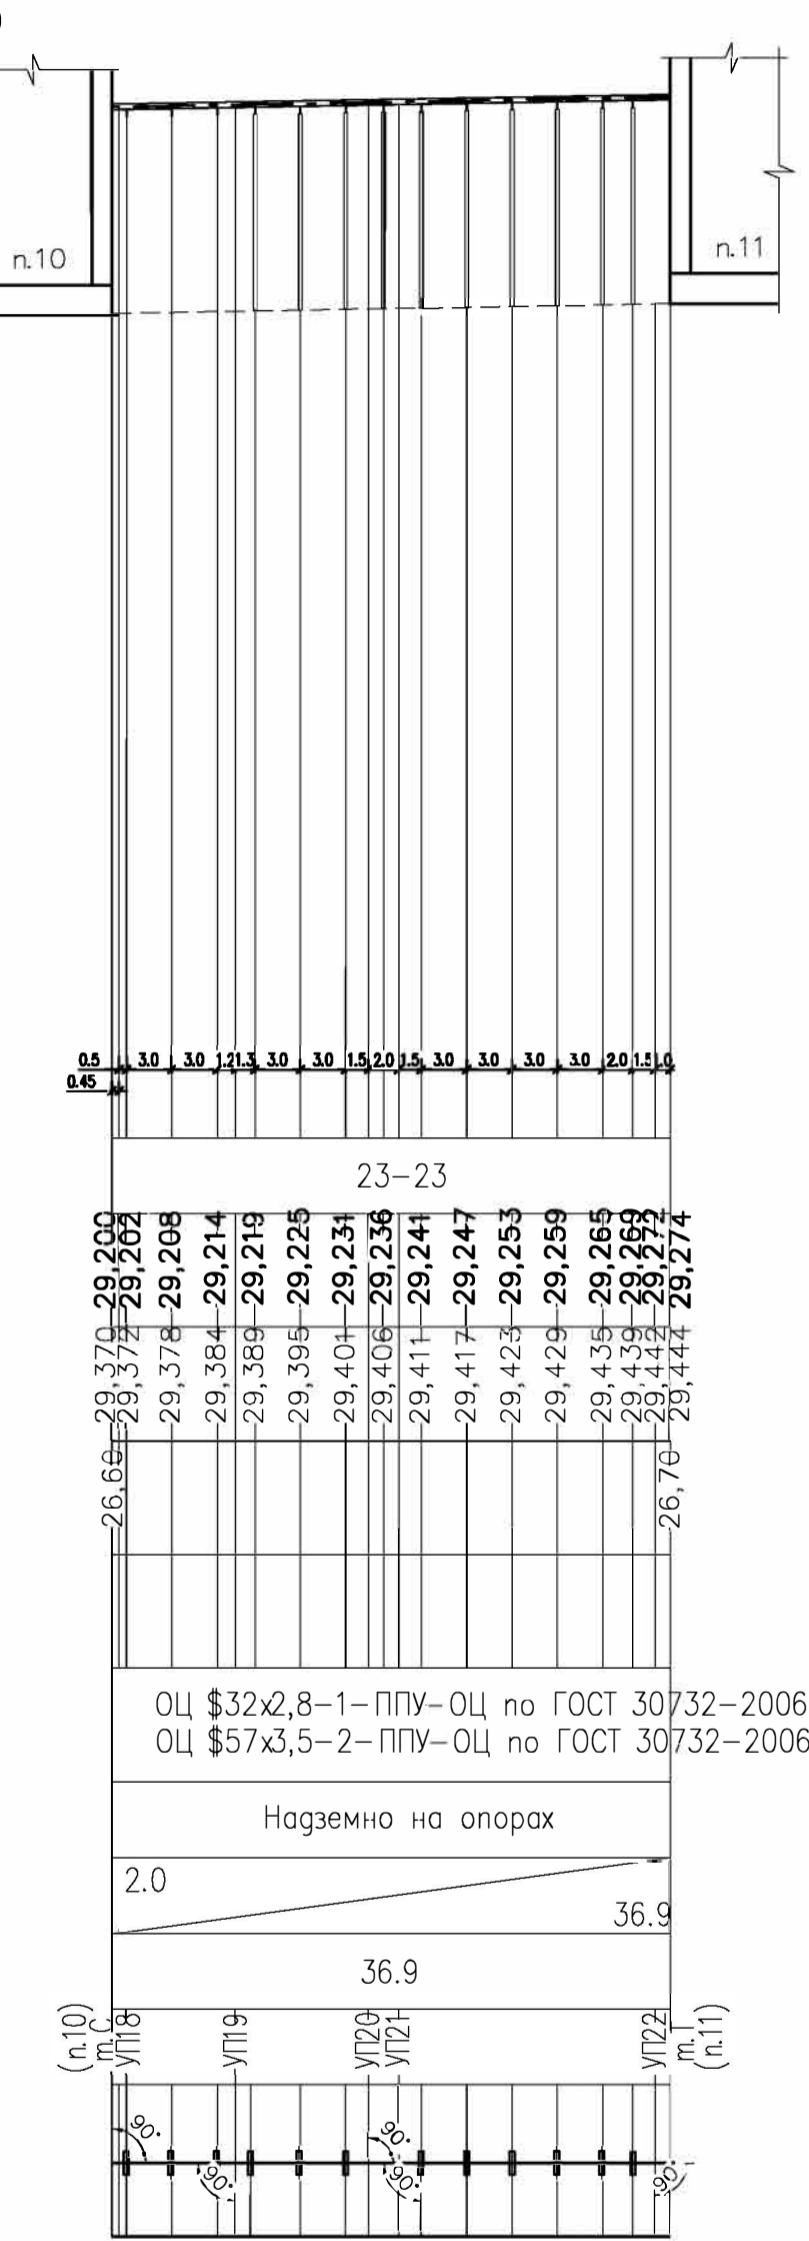 п.10
п.11
0.5 3.0 3.0 1.2 1.3 3.0 3.0 1.5 2.0 1.5 3.0 3.0 3.0 3.0 2.0 1.5 1.0
0.45
23-23
29,200 29,202 29,208 29,214 29,219 29,225 29,231 29,236 29,241 29,247 29,253 29,259 29,265 29,269 29,272 29,274
29,370 29,372 29,378 29,384 29,389 29,395 29,401 29,406 29,411 29,417 29,423 29,429 29,435 29,439 29,442 29,444
26,60 26,70
ОЦ $32х2,8-1-ППУ-ОЦ по ГОСТ 30732-2006
ОЦ $57х3,5-2-ППУ-ОЦ по ГОСТ 30732-2006
Надземно на опорах
2.0
36.9
36.9
(п.10)
т.С
УП18
УП19
УП20
УП21
УП22
т.Т
(п.11)
90°
90°
90°
90°
90°